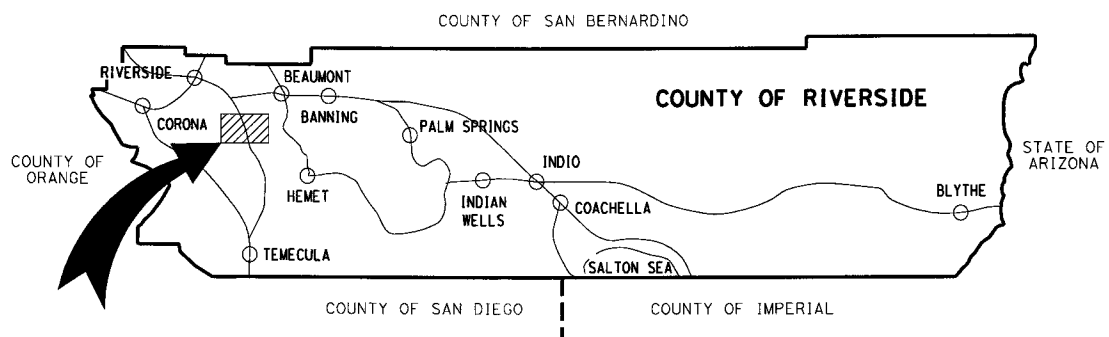 COUNTY OF SAN BERNARDINO
RIVERSIDE
BEAUMONT
COUNTY OF RIVERSIDE
CORONA
BANNING
PALM SPRINGS
COUNTY OF
ORANGE
STATE OF
ARIZONA
INDIO
HEMET
INDIAN
WELLS
COACHELLA
BLYTHE
TEMECULA
SALTON SEA
COUNTY OF SAN DIEGO
COUNTY OF IMPERIAL